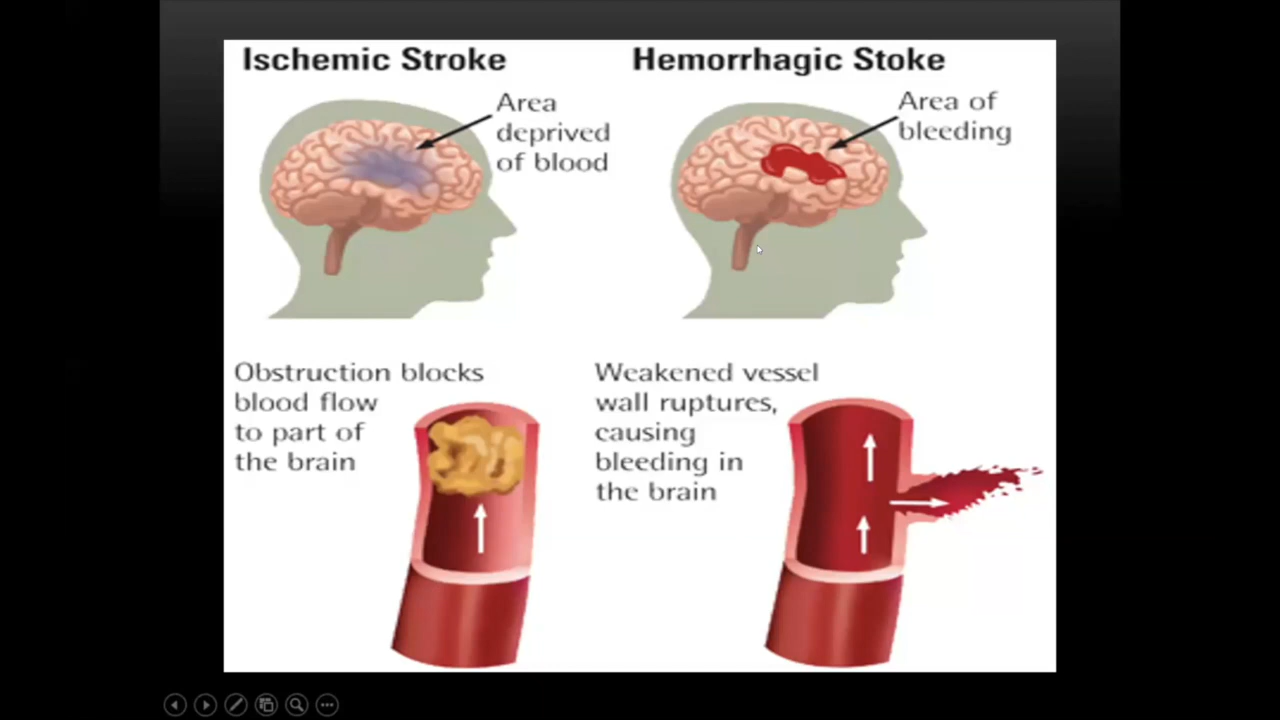 Ischemic Stroke
Area
deprived
of blood
Obstruction blocks
blood flow
to part of
the brain
Hemorrhagic Stoke
Area of
bleeding
Weakened vessel
wall ruptures,
causing
bleeding in
the brain